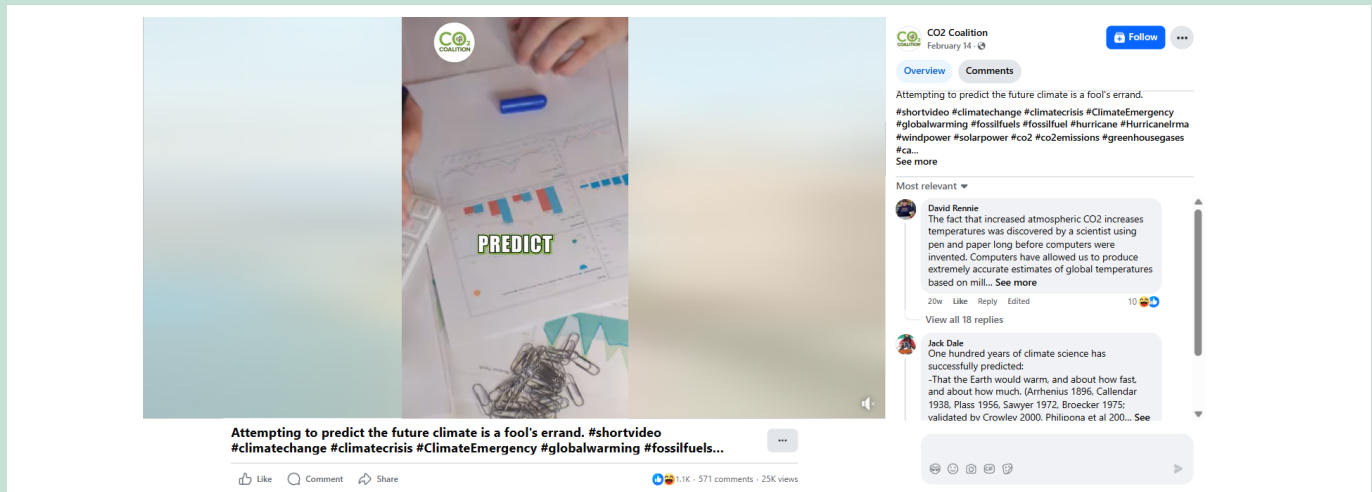 CO2
COALITION
PREDICT
Attempting to predict the future climate is a fool's errand. #shortvideo
#climatechange #climatecrisis #ClimateEmergency #globalwarming #fossilfuels...
Like
Comment
Share
1.1K · 571 comments · 25K views
CO2
COALITION
CO2 Coalition
February 14 ·
Follow
Overview
Comments
Attempting to predict the future climate is a fool's errand.
#shortvideo #climatechange #climatecrisis #ClimateEmergency
#globalwarming #fossilfuels #fossilfuel #hurricane #HurricaneIrma
#windpower #solarpower #co2 #co2emissions #greenhousegases
#ca...
See more
Most relevant
David Rennie
The fact that increased atmospheric CO2 increases
temperatures was discovered by a scientist using
pen and paper long before computers were
invented. Computers have allowed us to produce
extremely accurate estimates of global temperatures
based on mill... See more
20w Like Reply Edited 10
View all 18 replies
Jack Dale
One hundred years of climate science has
successfully predicted:
-That the Earth would warm, and about how fast,
and about how much. (Arrhenius 1896, Callendar
1938, Plass 1956, Sawyer 1972, Broecker 1975;
validated by Crowley 2000, Philipona et al 200... See